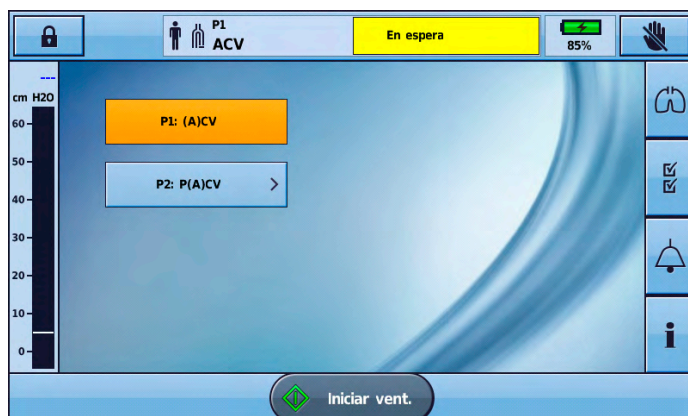 P1
ACV
En espera
85%
---
cm H2O
60
50
40
30
20
10
0
P1: (A)CV
P2: P(A)CV
Iniciar vent.